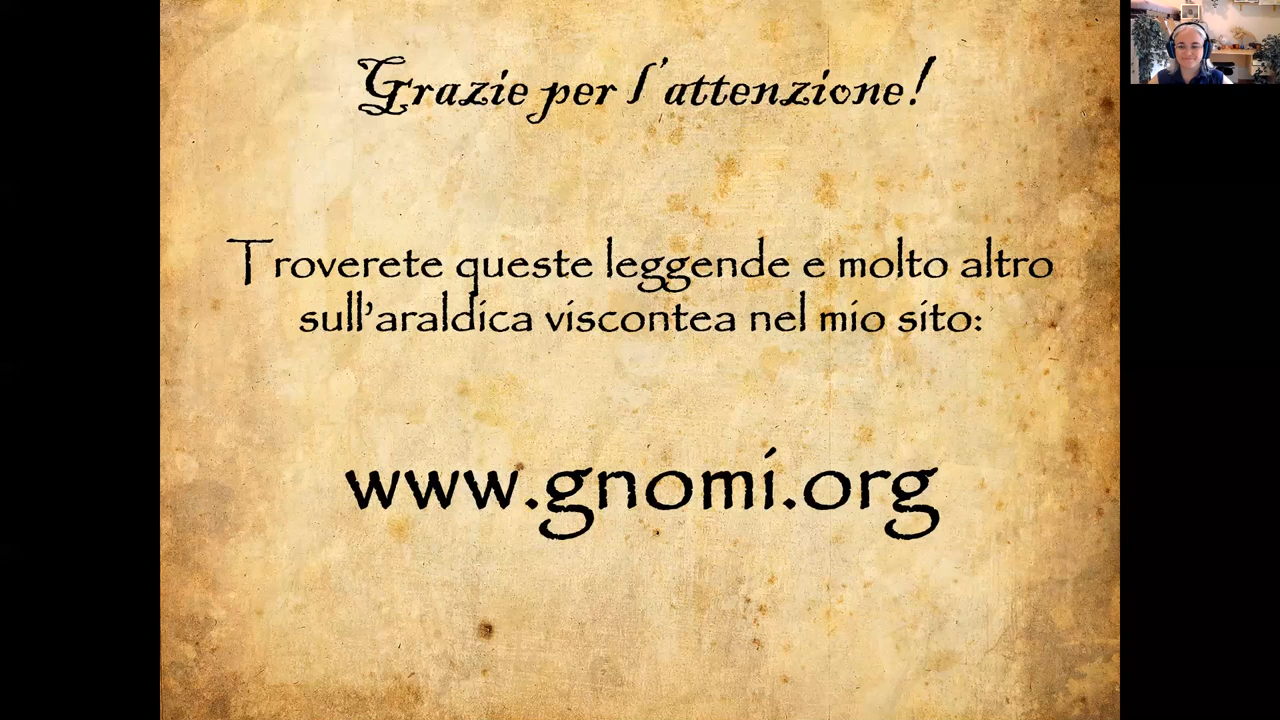 Grazie per l'attenzione!
Troverete queste leggende e molto altro
sull'araldica viscontea nel mio sito:
www.gnomi.org